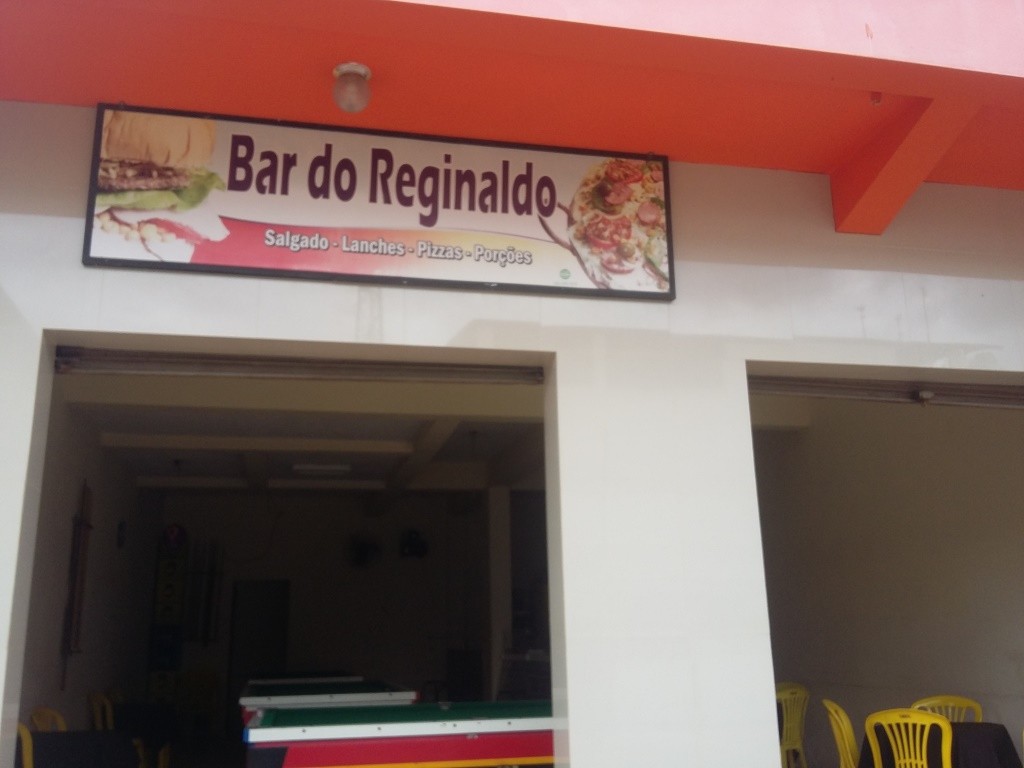 Bar do Reginaldo
Salgado - Lanches - Pizzas - Porções